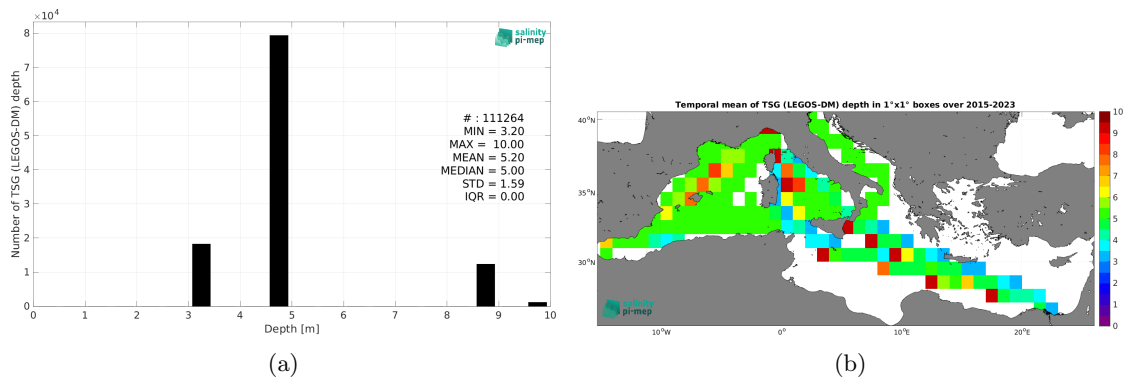 ×10⁴
8
7
6
5
4
3
2
1
0
Number of TSG (LEGOS-DM) depth
0 1 2 3 4 5 6 7 8 9 10
Depth [m]
salinity
pi-mep
# : 111264
MIN = 3.20
MAX = 10.00
MEAN = 5.20
MEDIAN = 5.00
STD = 1.59
IQR = 0.00
(a)
Temporal mean of TSG (LEGOS-DM) depth in 1°x1° boxes over 2015-2023
40°N
35°N
30°N
10°W 0° 10°E 20°E
salinity
pi-mep
10
9
8
7
6
5
4
3
2
1
0
(b)